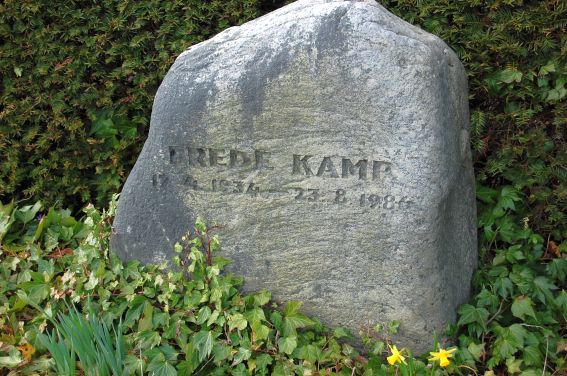 FREDE KAMP
17. 4. 1934 — 23. 8. 1986